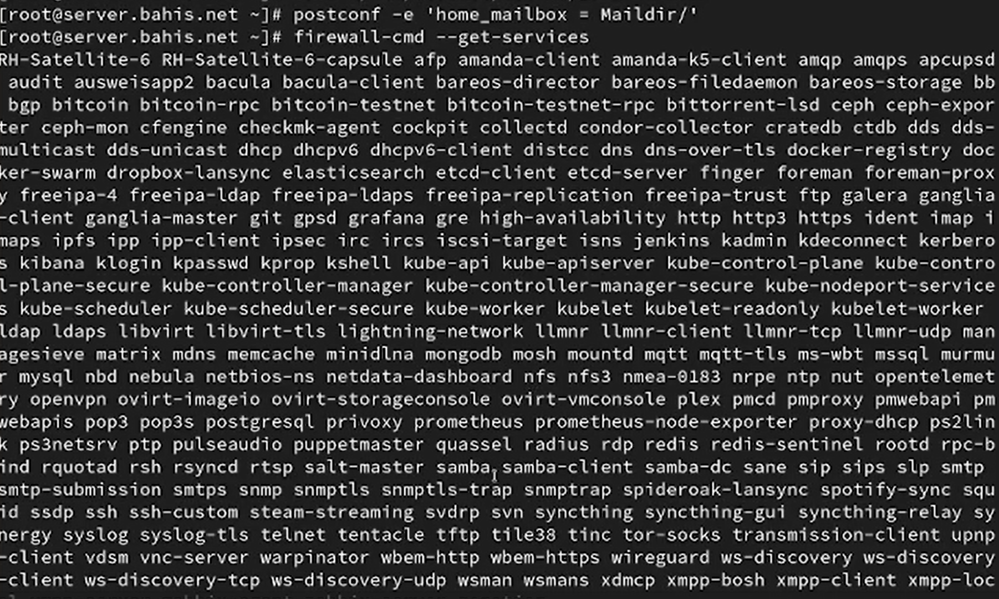 [root@server.bahis.net ~]# postconf -e 'home_mailbox = Maildir/'
[root@server.bahis.net ~]# firewall-cmd --get-services
RH-Satellite-6 RH-Satellite-6-capsule afp amanda-client amanda-k5-client amqp amqps apcupsd
audit ausweisapp2 bacula bacula-client bareos-director bareos-filedaemon bareos-storage bb
bgp bitcoin bitcoin-rpc bitcoin-testnet bitcoin-testnet-rpc bittorrent-lsd ceph ceph-expor
ter ceph-mon cfengine checkmk-agent cockpit collectd condor-collector cratedb ctdb dds dds-
multicast dds-unicast dhcp dhcpv6 dhcpv6-client distcc dns dns-over-tls docker-registry doc
ker-swarm dropbox-lansync elasticsearch etcd-client etcd-server finger foreman foreman-prox
y freeipa-4 freeipa-ldap freeipa-ldaps freeipa-replication freeipa-trust ftp galera ganglia
-client ganglia-master git gpsd grafana gre high-availability http http3 https ident imap i
maps ipfs ipp ipp-client ipsec irc ircs iscsi-target isns jenkins kadmin kdeconnect kerbero
s kibana klogin kpasswd kprop kshell kube-api kube-apiserver kube-control-plane kube-contro
l-plane-secure kube-controller-manager kube-controller-manager-secure kube-nodeport-service
s kube-scheduler kube-scheduler-secure kube-worker kubelet kubelet-readonly kubelet-worker
ldap ldaps libvirt libvirt-tls lightning-network llmnr llmnr-client llmnr-tcp llmnr-udp man
agesieve matrix mdns memcache minidlna mongodb mosh mountd mqtt mqtt-tls ms-wbt mssql murmu
r mysql nbd nebula netbios-ns netdata-dashboard nfs nfs3 nmea-0183 nrpe ntp nut opentelemet
ry openvpn ovirt-imageio ovirt-storageconsole ovirt-vmconsole plex pmcd pmproxy pmwebapi pm
webapis pop3 pop3s postgresql privoxy prometheus prometheus-node-exporter proxy-dhcp ps2lin
k ps3netsrv ptp pulseaudio puppetmaster quassel radius rdp redis redis-sentinel rootd rpc-b
ind rquotad rsh rsyncd rtsp salt-master samba samba-client samba-dc sane sip sips slp smtp
smtp-submission smtps snmp snmptls snmptls-trap snmptrap spideroak-lansync spotify-sync squ
id ssdp ssh ssh-custom steam-streaming svdrp svn syncthing syncthing-gui syncthing-relay sy
nergy syslog syslog-tls telnet tentacle tftp tile38 tinc tor-socks transmission-client upnp
-client vdsm vnc-server warpinator wbem-http wbem-https wireguard ws-discovery ws-discovery
-client ws-discovery-tcp ws-discovery-udp wsman wsmans xdmcp xmpp-bosh xmpp-client xmpp-loc